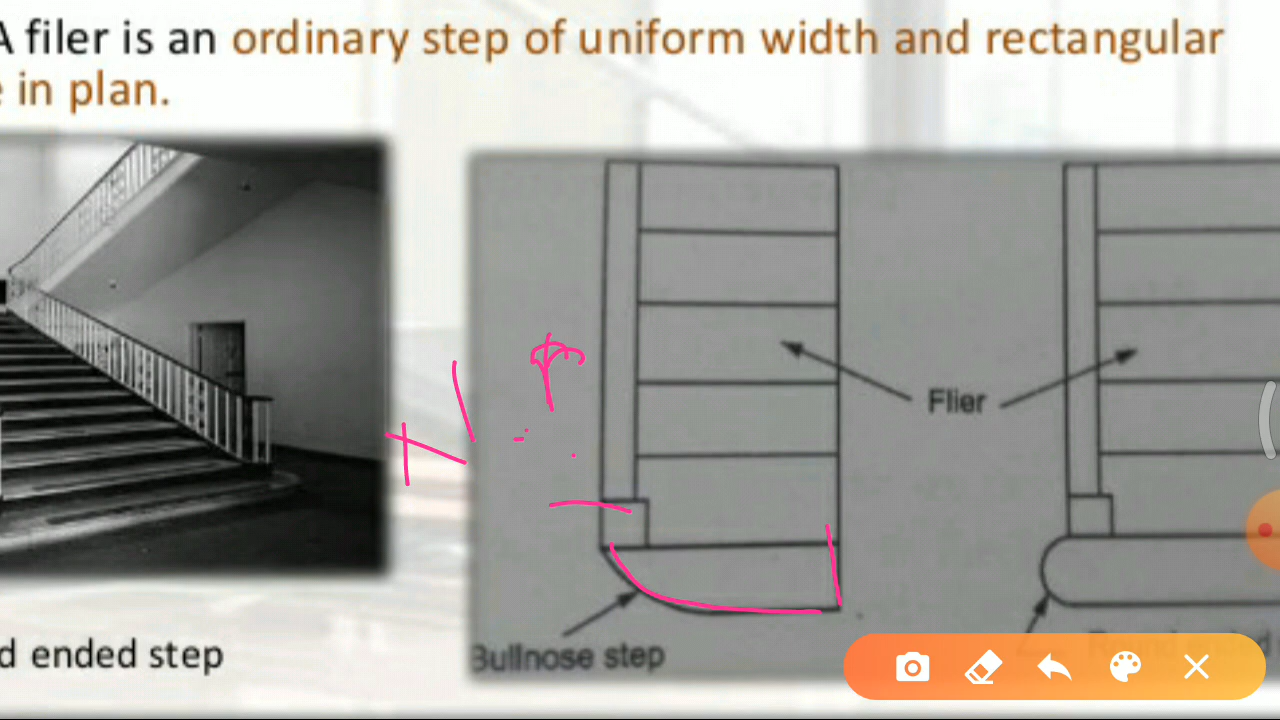 A filer is an ordinary step of uniform width and rectangular
e in plan.
Flier
d ended step
Bullnose step